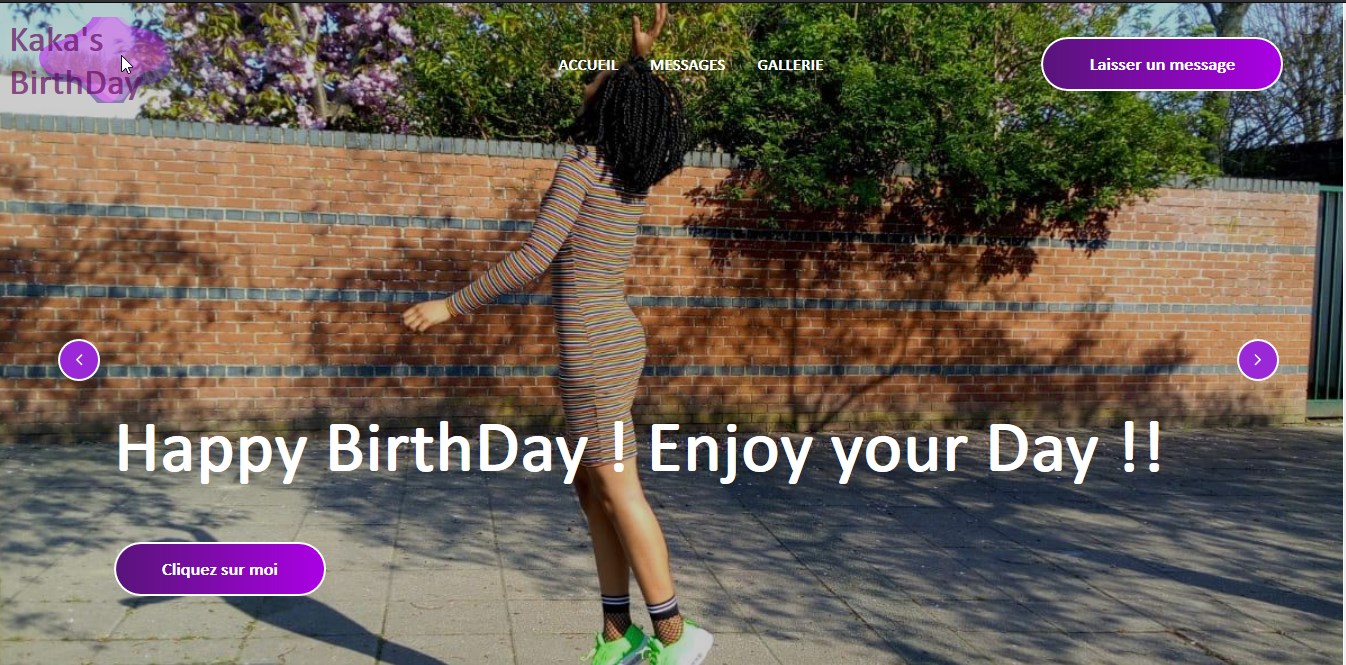 Kaka's
BirthDay
ACCUEIL MESSAGES GALLERIE
Laisser un message
Happy BirthDay ! Enjoy your Day !!
Cliquez sur moi